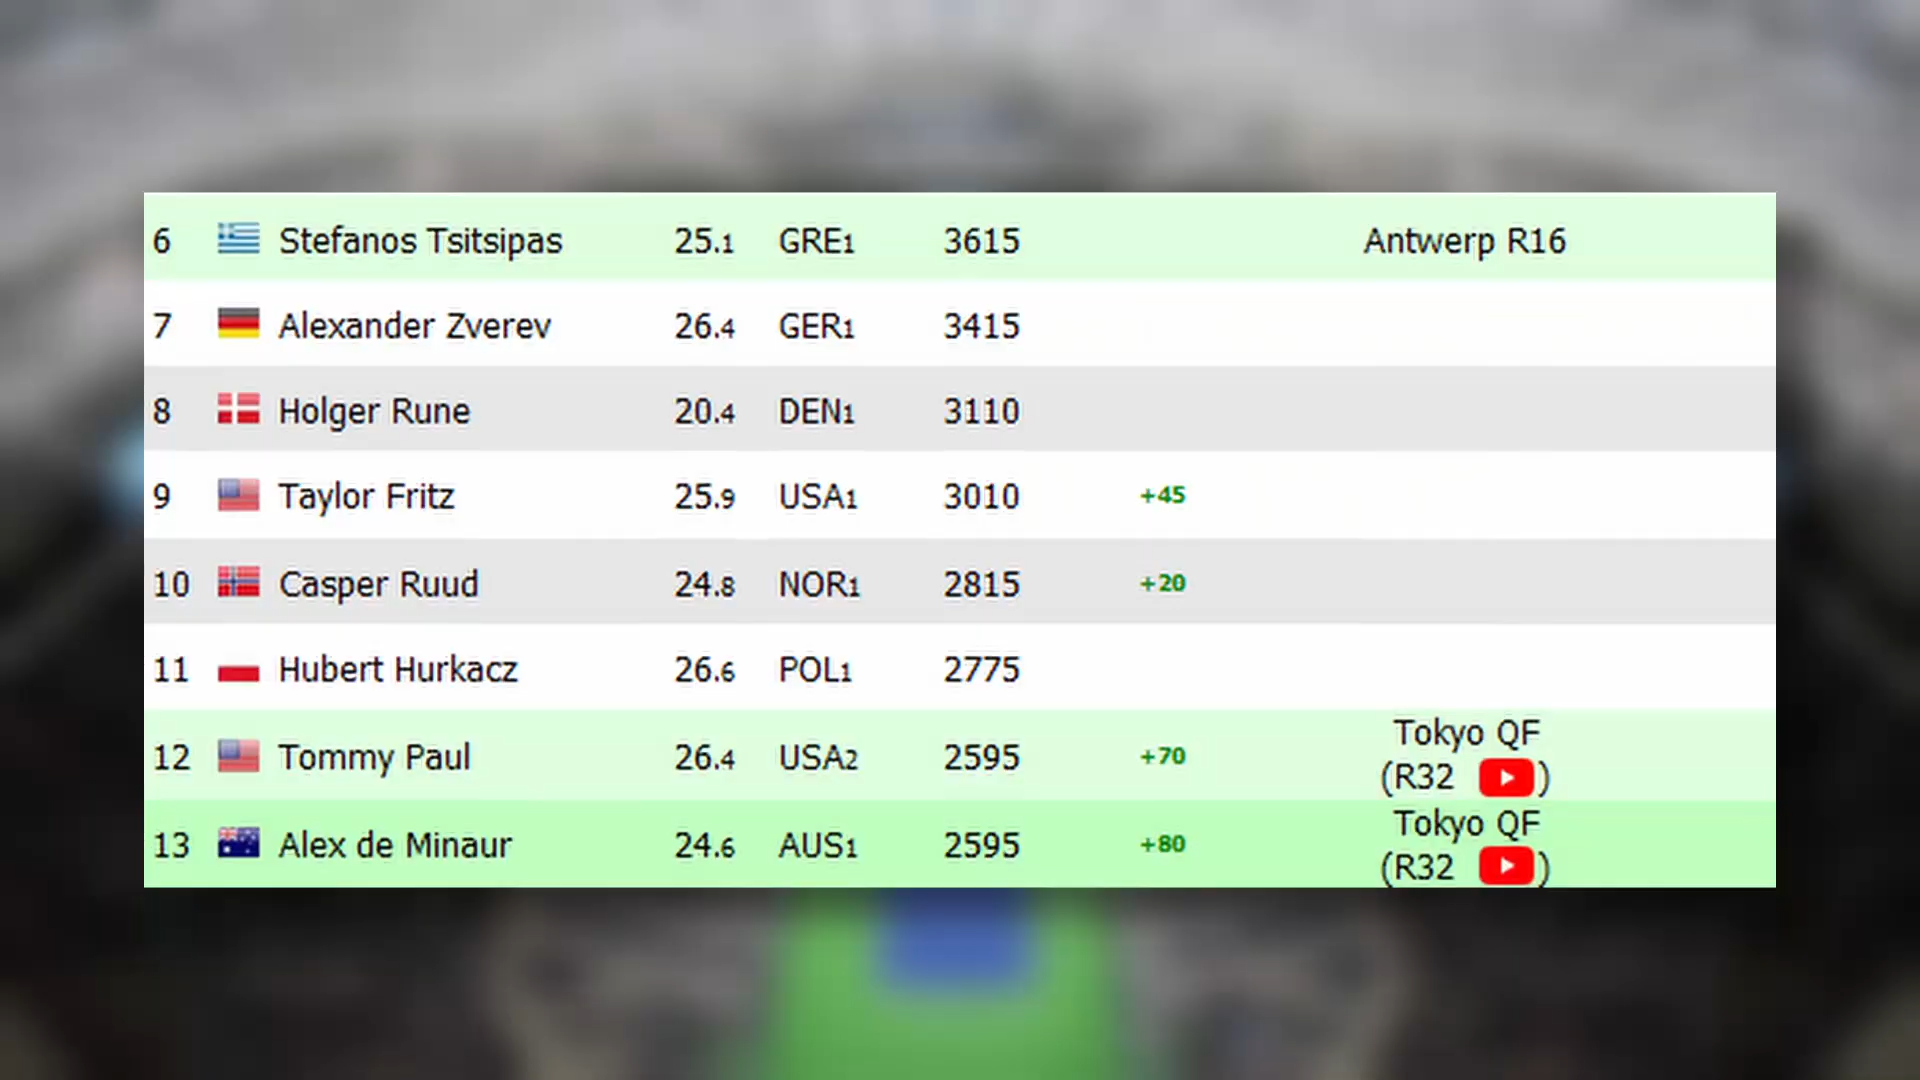 6 Stefanos Tsitsipas 25.1 GRE1 3615 Antwerp R16
7 Alexander Zverev 26.4 GER1 3415
8 Holger Rune 20.4 DEN1 3110
9 Taylor Fritz 25.9 USA1 3010 +45
10 Casper Ruud 24.8 NOR1 2815 +20
11 Hubert Hurkacz 26.6 POL1 2775
12 Tommy Paul 26.4 USA2 2595 +70 Tokyo QF
(R32 )
13 Alex de Minaur 24.6 AUS1 2595 +80 Tokyo QF
(R32 )